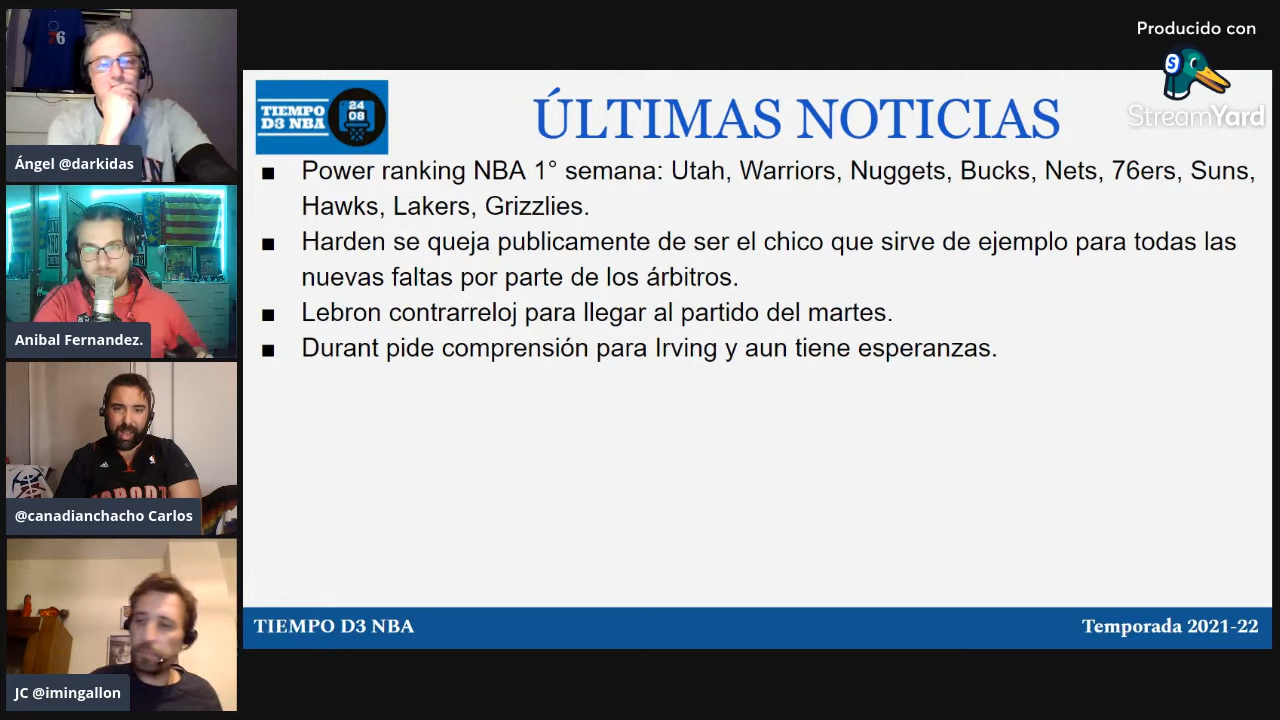 Producido con
StreamYard
TIEMPO
D3 NBA
24
08
ÚLTIMAS NOTICIAS
Power ranking NBA 1° semana: Utah, Warriors, Nuggets, Bucks, Nets, 76ers, Suns,
Hawks, Lakers, Grizzlies.
Harden se queja publicamente de ser el chico que sirve de ejemplo para todas las
nuevas faltas por parte de los árbitros.
Lebron contrarreloj para llegar al partido del martes.
Durant pide comprensión para Irving y aun tiene esperanzas.
TIEMPO D3 NBA
Temporada 2021-22
76
Ángel @darkidas
Anibal Fernandez.
@canadianchacho Carlos
JC @imingallon